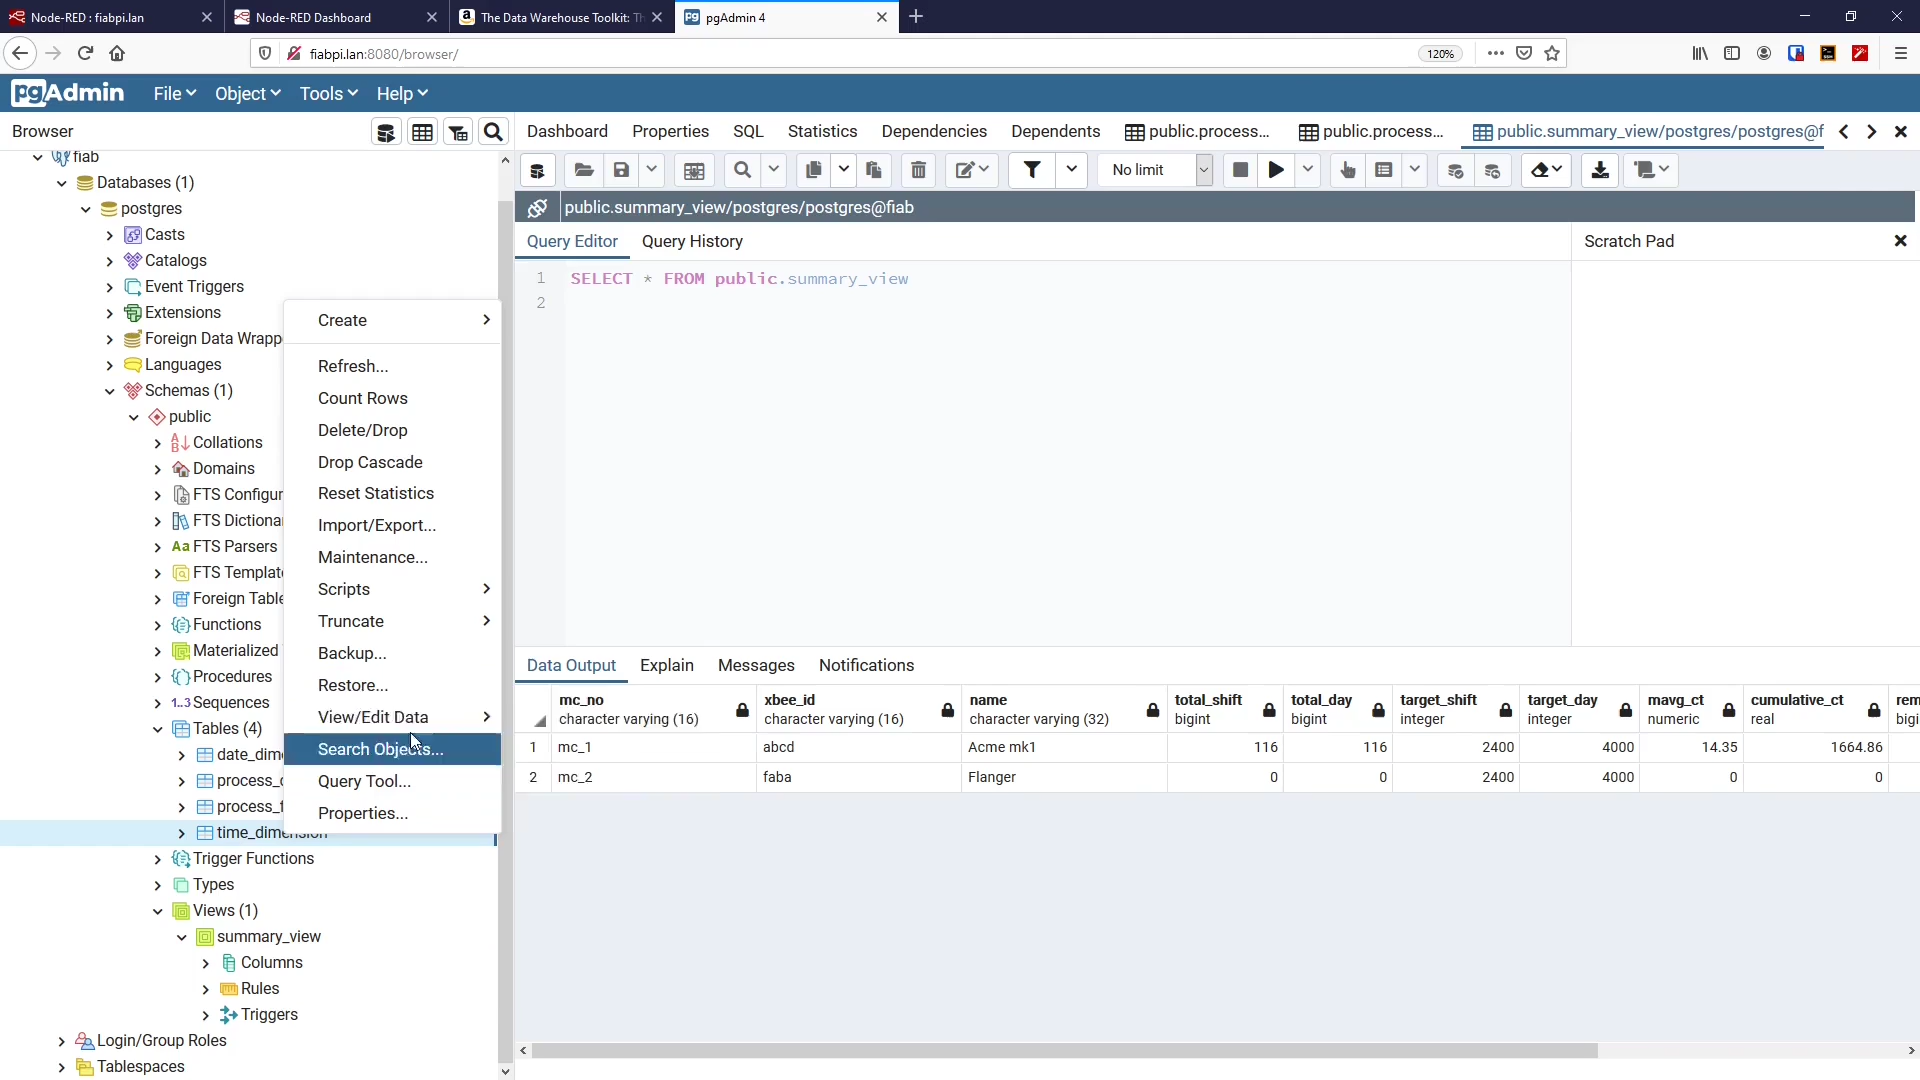 Node-RED : fiabpi.lan
Node-RED Dashboard
The Data Warehouse Toolkit: Th
pgAdmin 4
fiabpi.lan:8080/browser/
120%
pgAdmin
File
Object
Tools
Help
Browser
Dashboard
Properties
SQL
Statistics
Dependencies
Dependents
public.process...
public.process...
public.summary_view/postgres/postgres@f
No limit
public.summary_view/postgres/postgres@fiab
Query Editor
Query History
Scratch Pad
1 SELECT * FROM public.summary_view
2
fiab
Databases (1)
postgres
Casts
Catalogs
Event Triggers
Extensions
Foreign Data Wrapp
Languages
Schemas (1)
public
Collations
Domains
FTS Configur
FTS Dictiona
FTS Parsers
FTS Templat
Foreign Table
Functions
Materialized
Procedures
1..3 Sequences
Tables (4)
date_dim
process_
process_f
time_dimension
Trigger Functions
Types
Views (1)
summary_view
Columns
Rules
Triggers
Login/Group Roles
Tablespaces
Create
Refresh...
Count Rows
Delete/Drop
Drop Cascade
Reset Statistics
Import/Export...
Maintenance...
Scripts
Truncate
Backup...
Restore...
View/Edit Data
Search Objects...
Query Tool...
Properties...
Data Output
Explain
Messages
Notifications
mc_no xbee_id name total_shift total_day target_shift target_day mavg_ct cumulative_ct rem
character varying (16) character varying (16) character varying (32) bigint bigint integer integer numeric real bigi
1 mc_1 abcd Acme mk1 116 116 2400 4000 14.35 1664.86
2 mc_2 faba Flanger 0 0 2400 4000 0 0